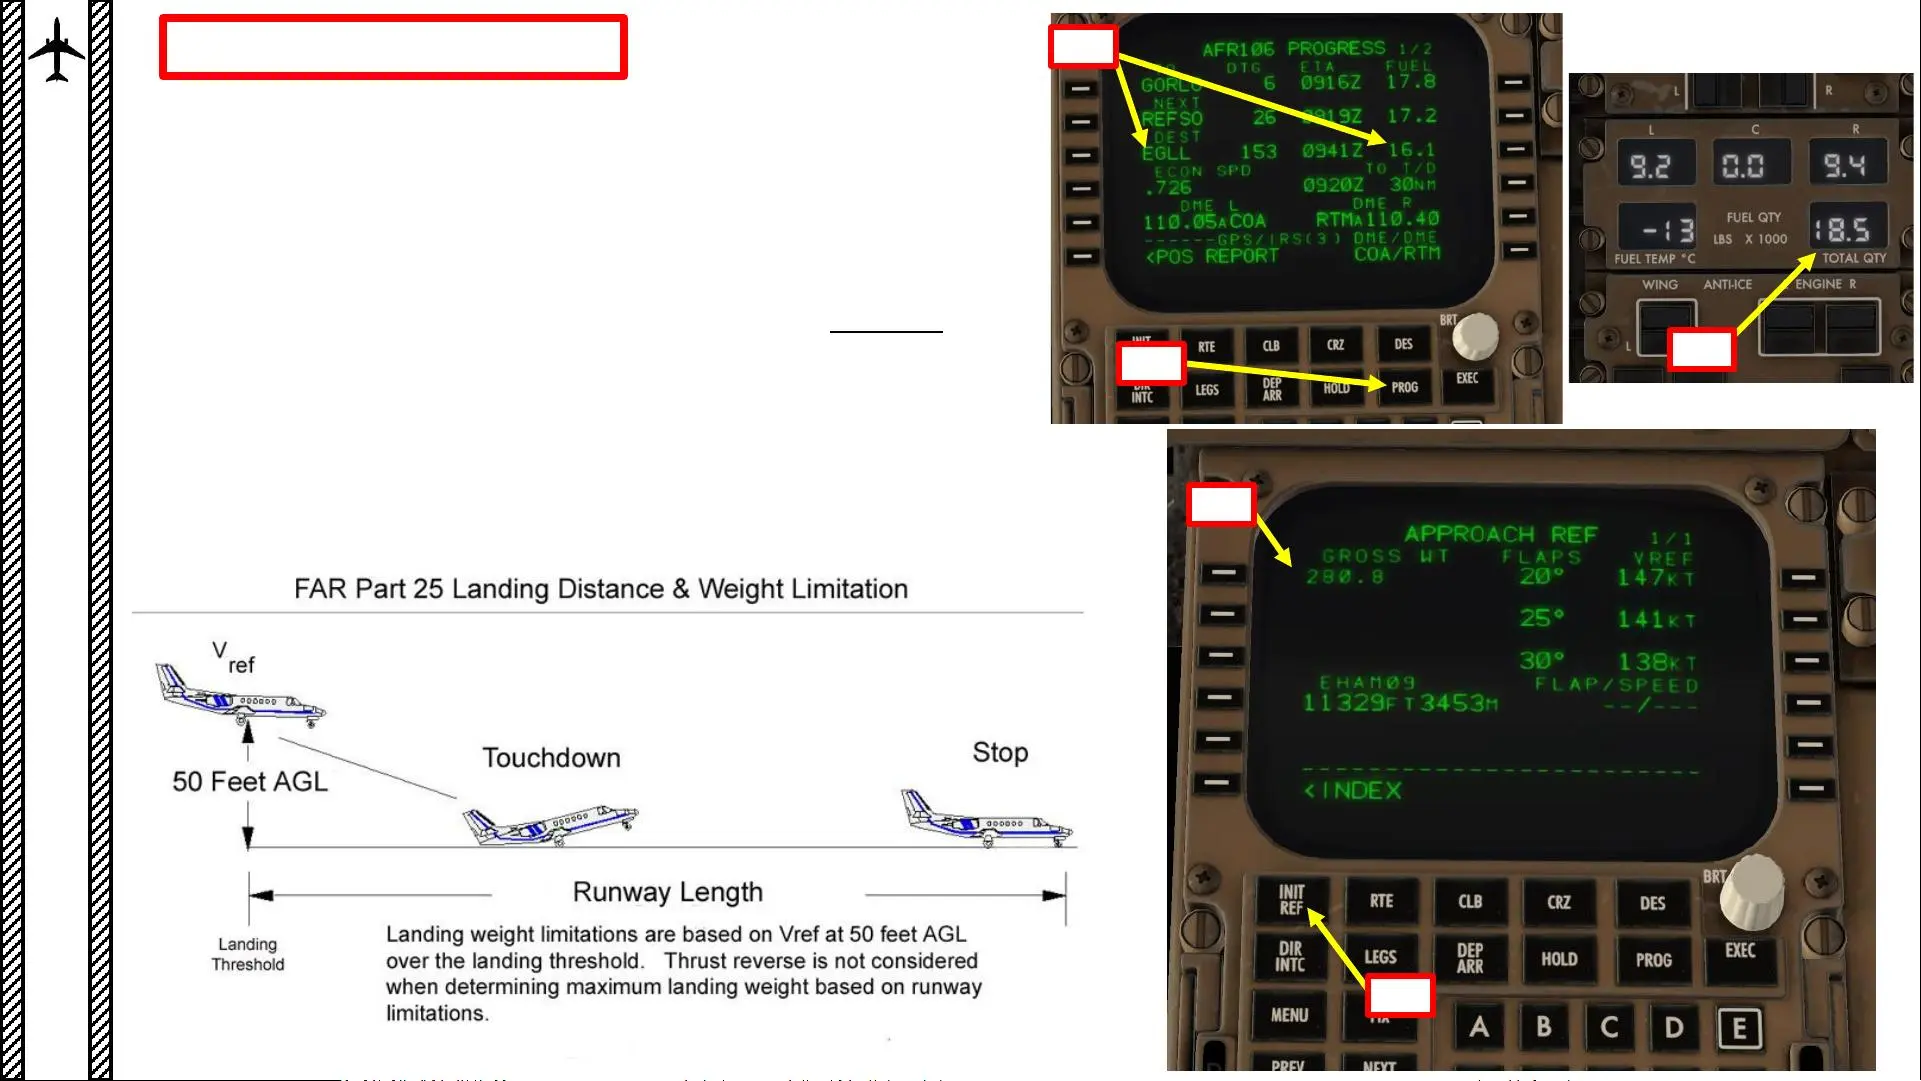 AFR106 PROGRESS 1/2
DTG ETA FUEL
GORLO 6 0916Z 17.8
NEXT
REFSO 26 0919Z 17.2
DEST
EGLL 153 0941Z 16.1
ECON SPD TO T/D
.726 0920Z 30NM
DME L DME R
110.05ACOA RTMA110.40
------GPS/IRS(3) DME/DME
<POS REPORT COA/RTM
BRT
RTE CLB CRZ DES
DIR INTC LEGS DEP ARR HOLD PROG EXEC
L R
L C R
9.2 0.0 9.4
-13 FUEL QTY 18.5
LBS X 1000
FUEL TEMP °C TOTAL QTY
WING ANTI-ICE ENGINE R
L
APPROACH REF 1/1
GROSS WT FLAPS VREF
280.8 20° 147KT
25° 141KT
30° 138KT
EHAM09 FLAP/SPEED
11329FT3453M --/---
<INDEX
BRT
INIT REF RTE CLB CRZ DES
DIR INTC LEGS DEP ARR HOLD PROG EXEC
MENU A B C D E
PREV NEXT
FAR Part 25 Landing Distance & Weight Limitation
V ref
50 Feet AGL
Touchdown
Stop
Runway Length
Landing
Threshold
Landing weight limitations are based on Vref at 50 feet AGL
over the landing threshold. Thrust reverse is not considered
when determining maximum landing weight based on runway
limitations.